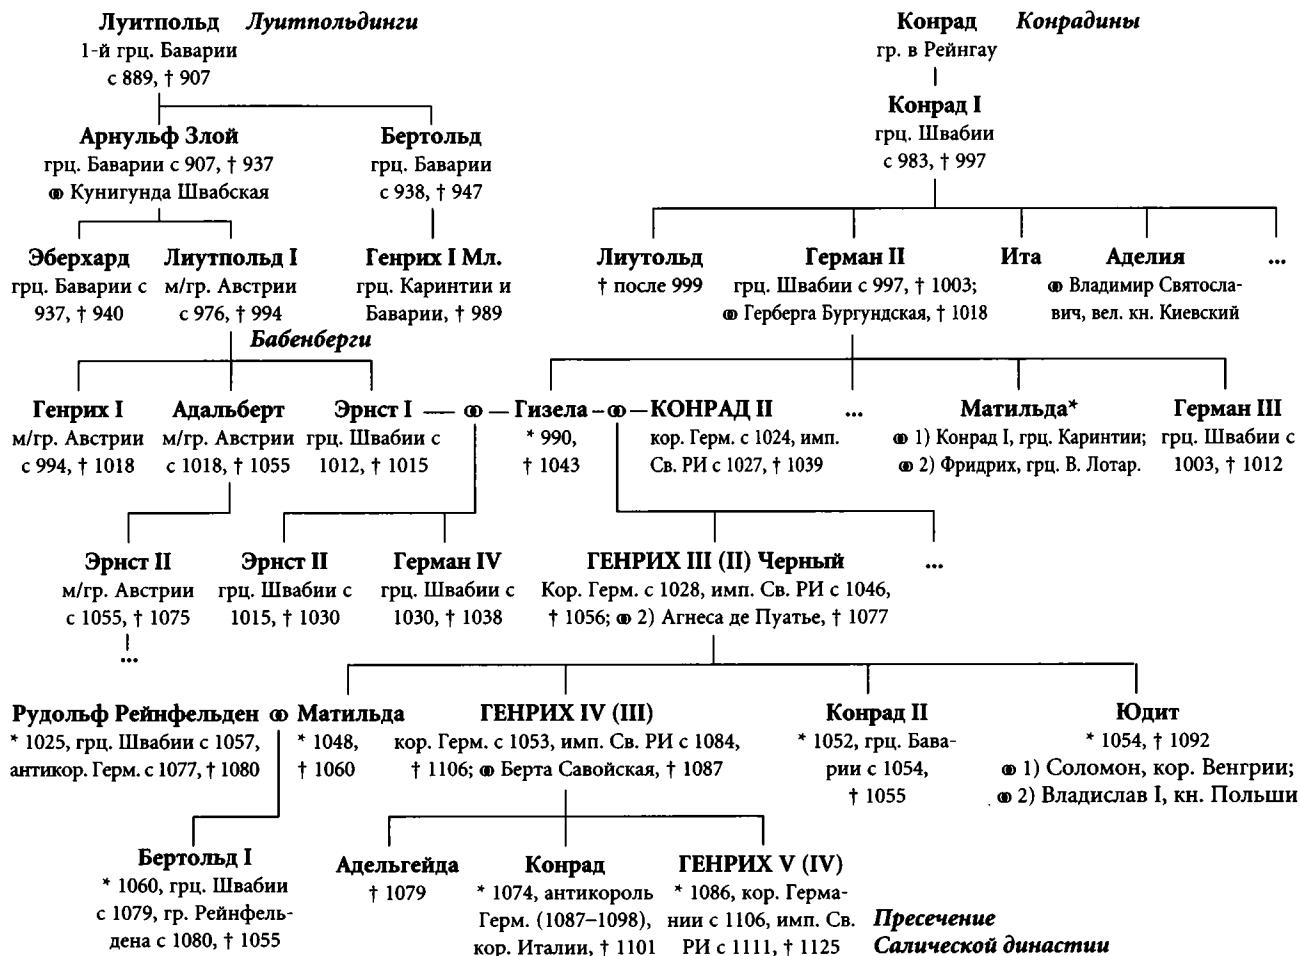 Луитпольд Луитпольдинги
1-й грц. Баварии
с 889, † 907
Конрад Конрадины
гр. в Рейнгау
Конрад I
грц. Швабии
с 983, † 997
Арнульф Злой
грц. Баварии с 907, † 937
⚭ Кунигунда Швабская
Бертольд
грц. Баварии
с 938, † 947
Эберхард
грц. Баварии с
937, † 940
Лиутпольд I
м/гр. Австрии
с 976, † 994
Генрих I Мл.
грц. Каринтии и
Баварии, † 989
Лиутольд
† после 999
Герман II
грц. Швабии с 997, † 1003;
⚭ Герберга Бургундская, † 1018
Ита
Аделия
⚭ Владимир Святосла-
вич, вел. кн. Киевский
...
Бабенберги
Генрих I
м/гр. Австрии
с 994, † 1018
Адальберт
м/гр. Австрии
с 1018, † 1055
Эрнст I
грц. Швабии с
1012, † 1015
⚭
Гизела
* 990,
† 1043
⚭
КОНРАД II
кор. Герм. с 1024, имп.
Св. РИ с 1027, † 1039
...
Матильда*
⚭ 1) Конрад I, грц. Каринтии;
⚭ 2) Фридрих, грц. В. Лотар.
Герман III
грц. Швабии с
1003, † 1012
Эрнст II
м/гр. Австрии
с 1055, † 1075
...
Эрнст II
грц. Швабии с
1015, † 1030
Герман IV
грц. Швабии с
1030, † 1038
ГЕНРИХ III (II) Черный
Кор. Герм. с 1028, имп. Св. РИ с 1046,
† 1056; ⚭ 2) Агнеса де Пуатье, † 1077
...
Рудольф Рейнфельден ⚭ Матильда
* 1025, грц. Швабии с 1057,
антикор. Герм. с 1077, † 1080
* 1048,
† 1060
ГЕНРИХ IV (III)
кор. Герм. с 1053, имп. Св. РИ с 1084,
† 1106; ⚭ Берта Савойская, † 1087
Конрад II
* 1052, грц. Бава-
рии с 1054,
† 1055
Юдит
* 1054, † 1092
⚭ 1) Соломон, кор. Венгрии;
⚭ 2) Владислав I, кн. Польши
Бертольд I
* 1060, грц. Швабии
с 1079, гр. Рейнфель-
дена с 1080, † 1055
Адельгейда
† 1079
Конрад
* 1074, антикороль
Герм. (1087–1098),
кор. Италии, † 1101
ГЕНРИХ V (IV)
* 1086, кор. Герма-
нии с 1106, имп. Св.
РИ с 1111, † 1125
Пресечение
Салической династии